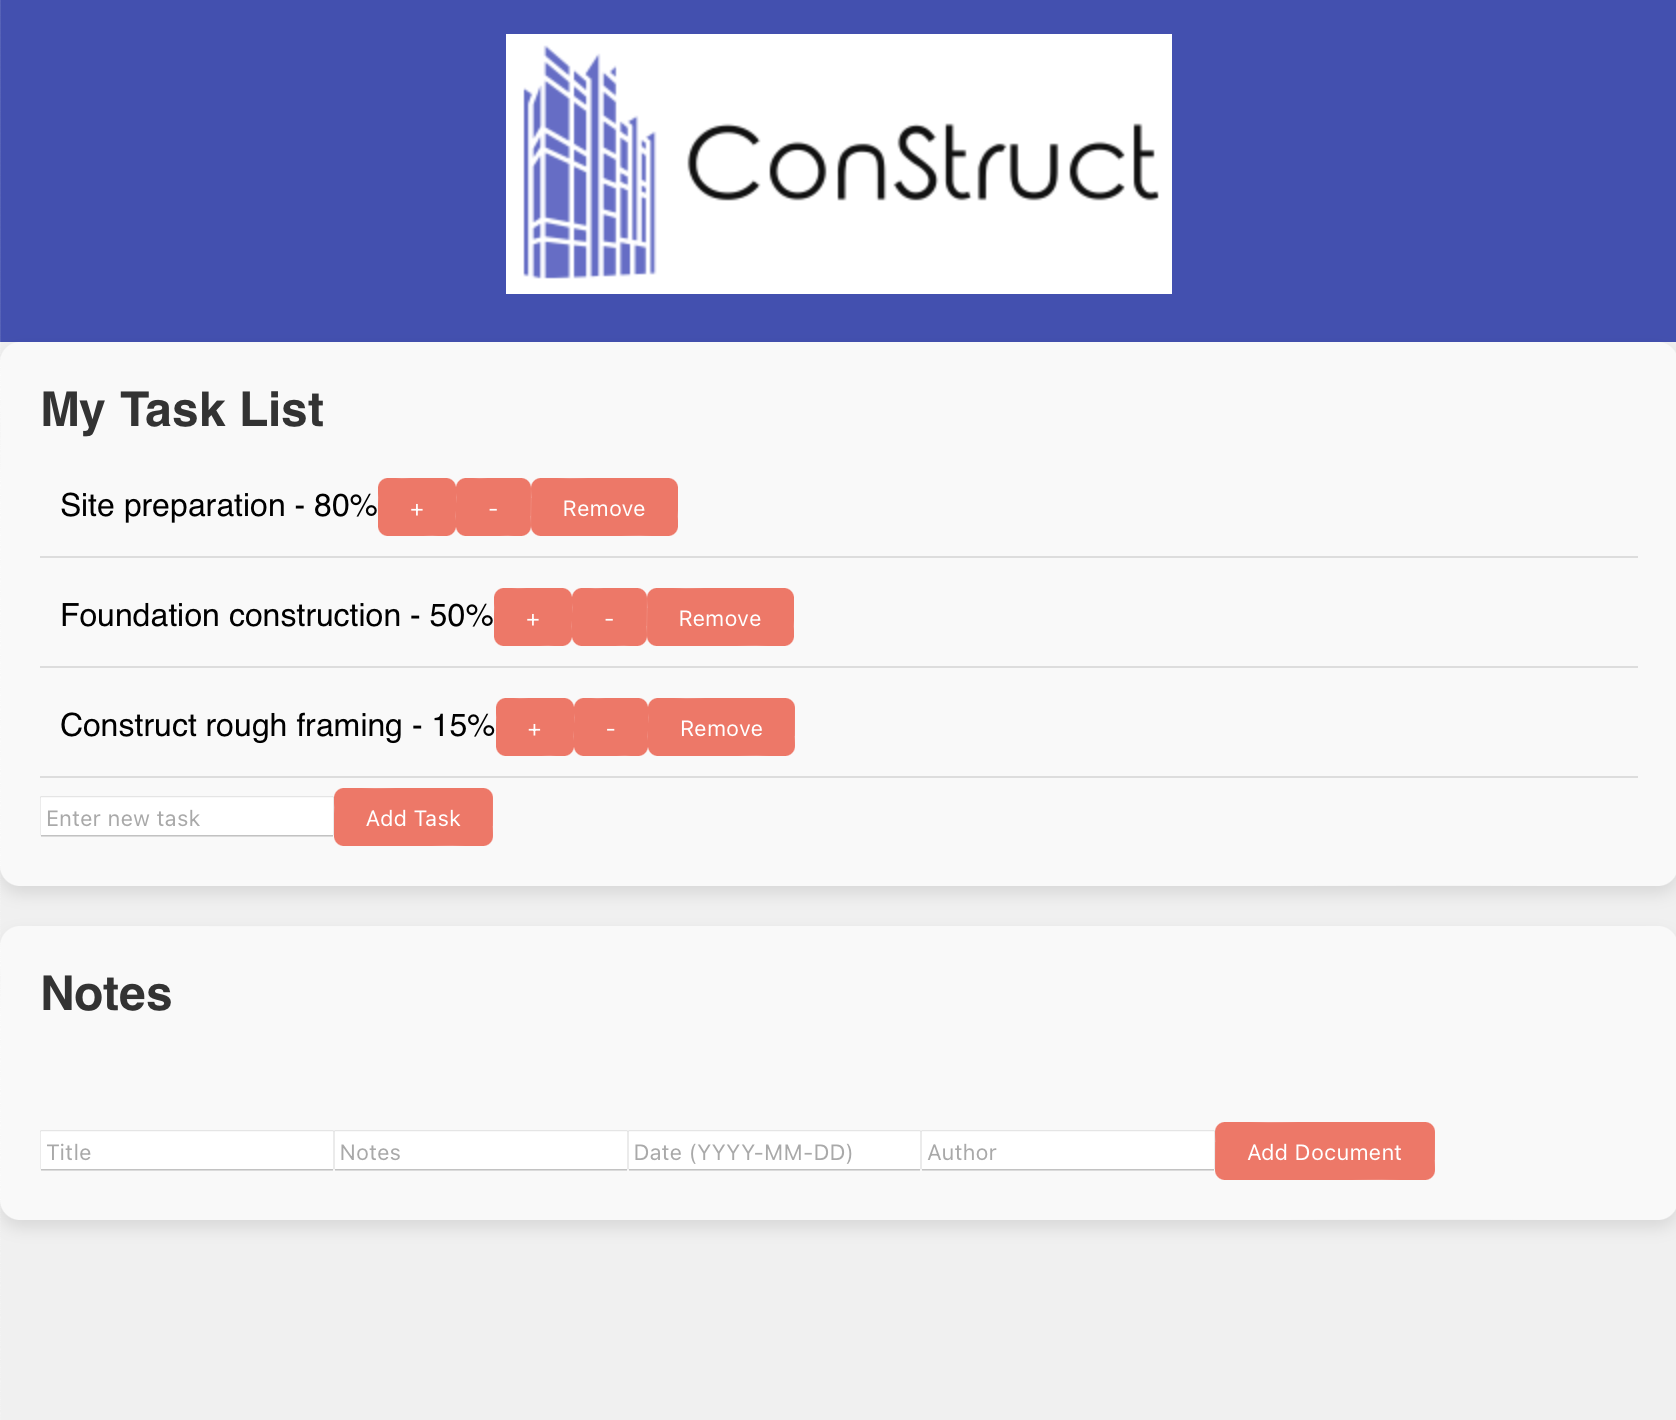 ConStruct
My Task List
Site preparation - 80% + - Remove
Foundation construction - 50% + - Remove
Construct rough framing - 15% + - Remove
Enter new task Add Task
Notes
Title Notes Date (YYYY-MM-DD) Author Add Document